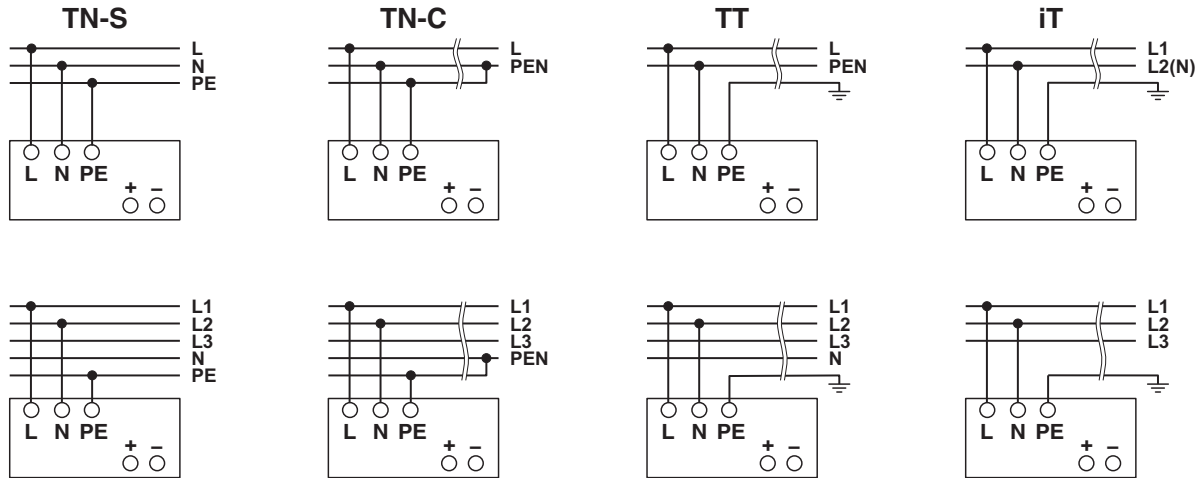 TN-S
L
N
PE
L N PE
+ –
TN-C
L
PEN
L N PE
+ –
TT
L
PEN
L N PE
+ –
iT
L1
L2(N)
L N PE
+ –
L1
L2
L3
N
PE
L N PE
+ –
L1
L2
L3
PEN
L N PE
+ –
L1
L2
L3
N
L N PE
+ –
L1
L2
L3
L N PE
+ –